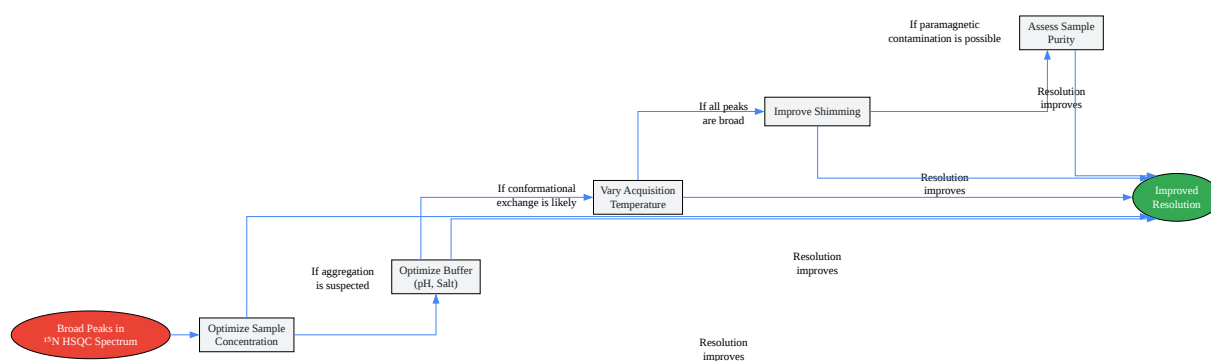 If paramagnetic
contamination is possible
Assess Sample
Purity
If all peaks
are broad
Improve Shimming
Resolution
improves
If conformational
exchange is likely
Vary Acquisition
Temperature
Resolution
improves
Improved
Resolution
If aggregation
is suspected
Optimize Buffer
(pH, Salt)
Resolution
improves
Broad Peaks in
¹⁵N HSQC Spectrum
Optimize Sample
Concentration
Resolution
improves